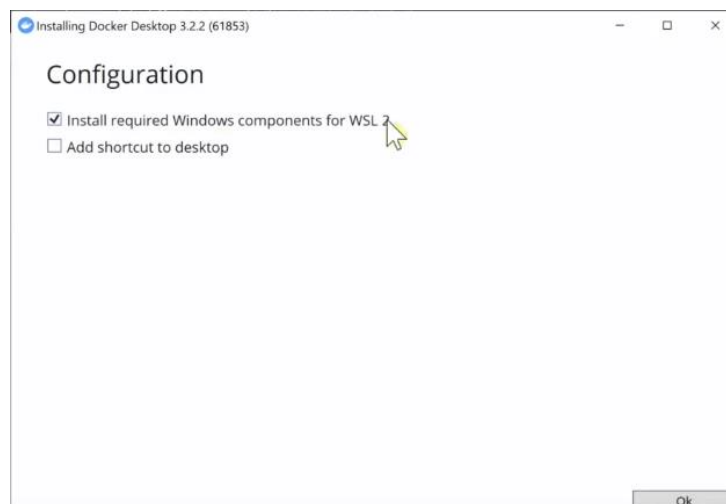 Installing Docker Desktop 3.2.2 (61853)
Configuration
Install required Windows components for WSL 2
Add shortcut to desktop
Ok